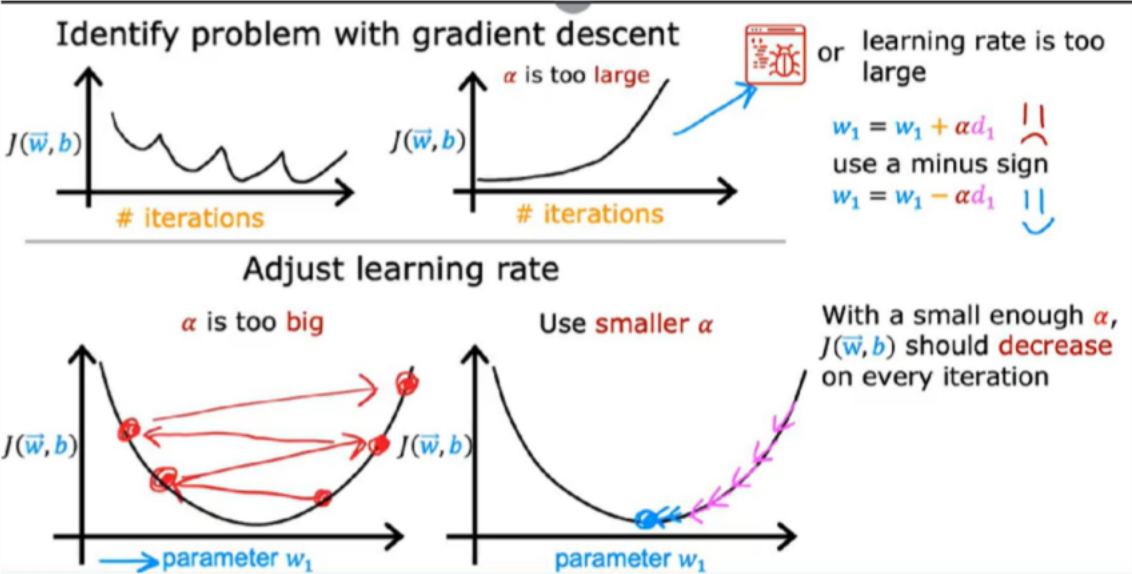 Identify problem with gradient descent
J(w⃗, b)
# iterations
α is too large
J(w⃗, b)
# iterations
or learning rate is too
large
w₁ = w₁ + αd₁
use a minus sign
w₁ = w₁ − αd₁
Adjust learning rate
α is too big
J(w⃗, b)
parameter w₁
Use smaller α
J(w⃗, b)
parameter w₁
With a small enough α,
J(w⃗, b) should decrease
on every iteration